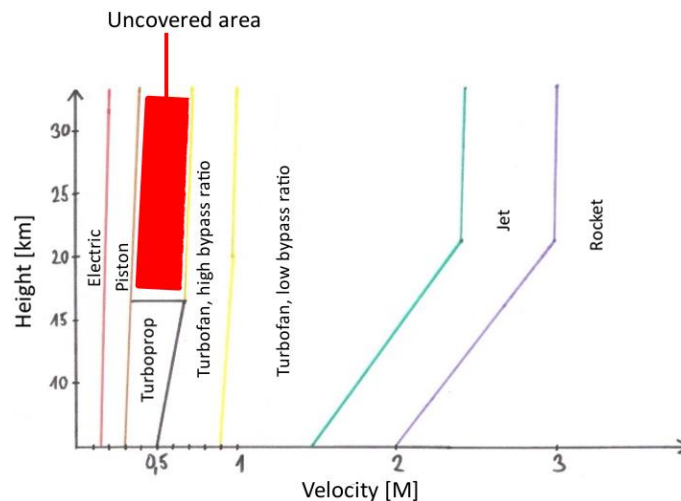 Uncovered area
Height [km]
30
25
20
15
10
Electric
Piston
Turboprop
Turbofan, high bypass ratio
Turbofan, low bypass ratio
Jet
Rocket
0,5
1
2
3
Velocity [M]